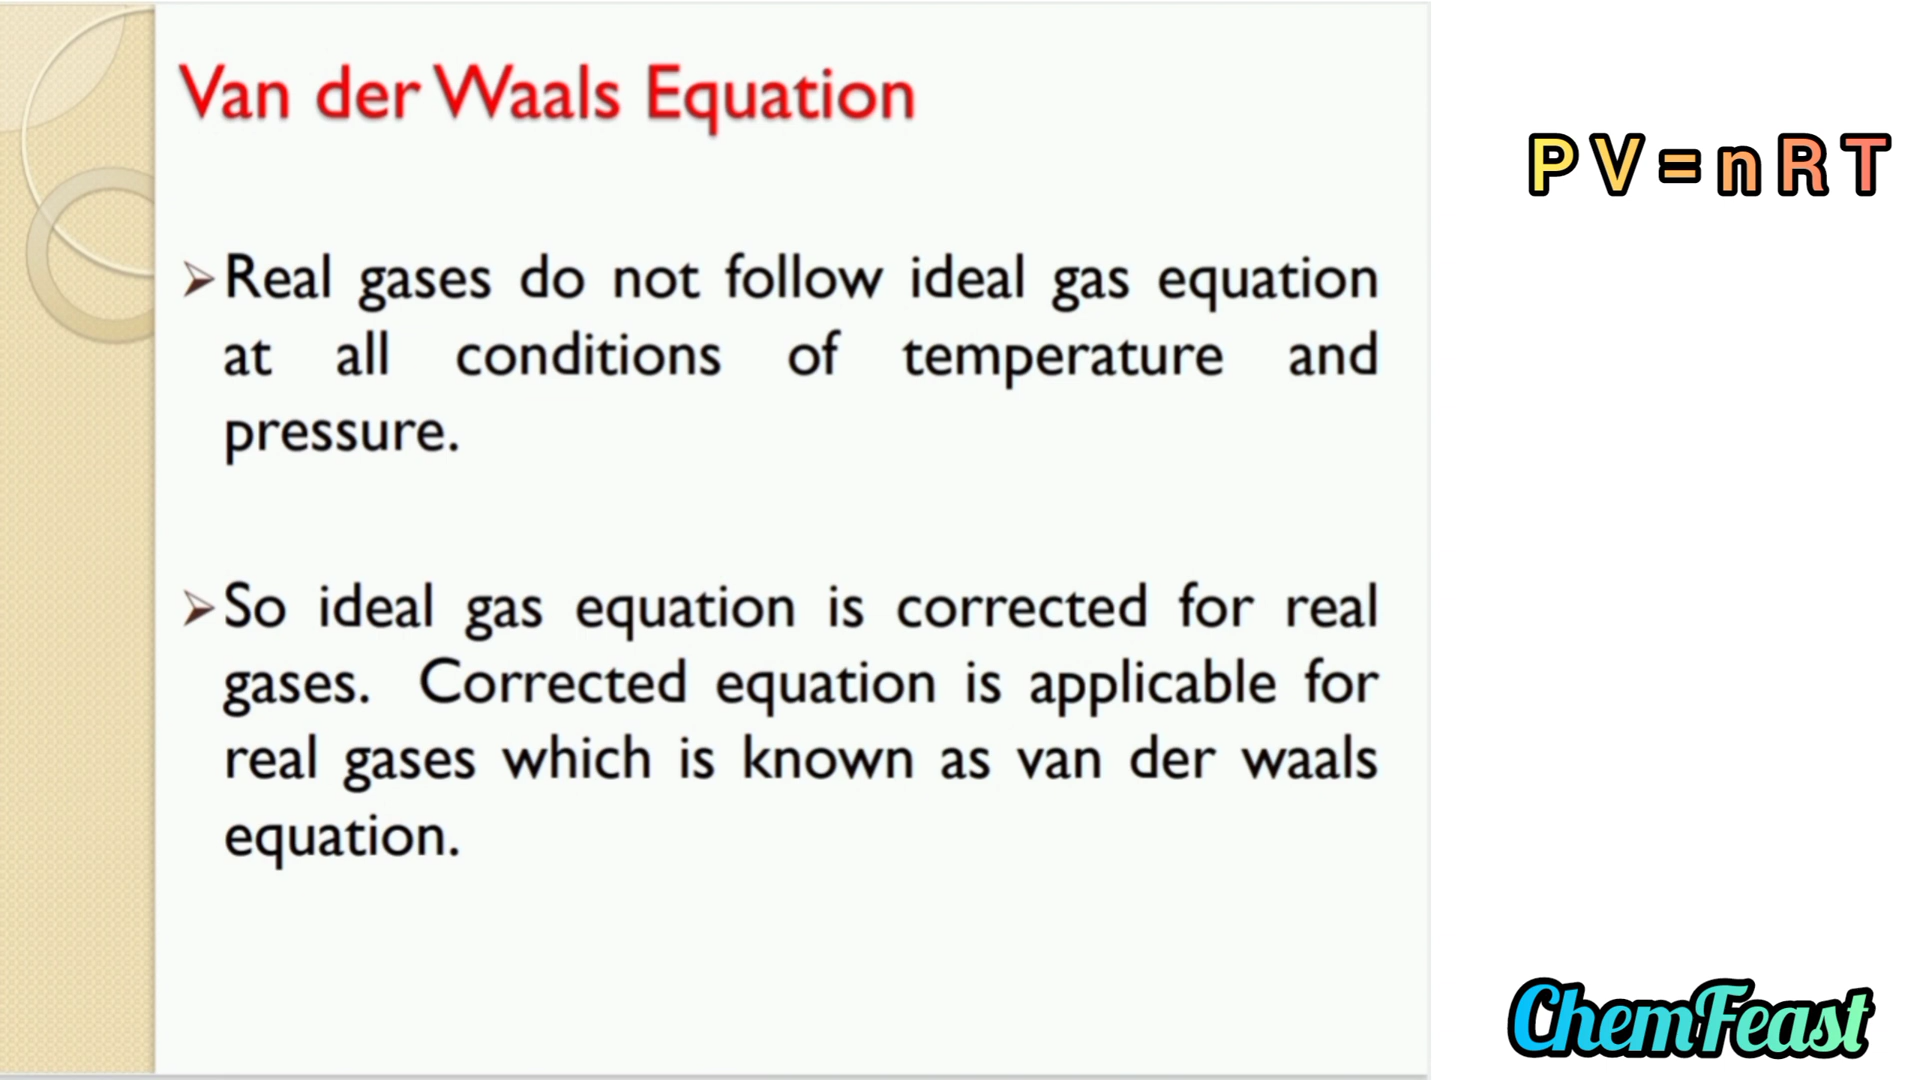 Van der Waals Equation
P V = n R T
➢Real gases do not follow ideal gas equation
at all conditions of temperature and
pressure.
➢So ideal gas equation is corrected for real
gases. Corrected equation is applicable for
real gases which is known as van der waals
equation.
ChemFeast